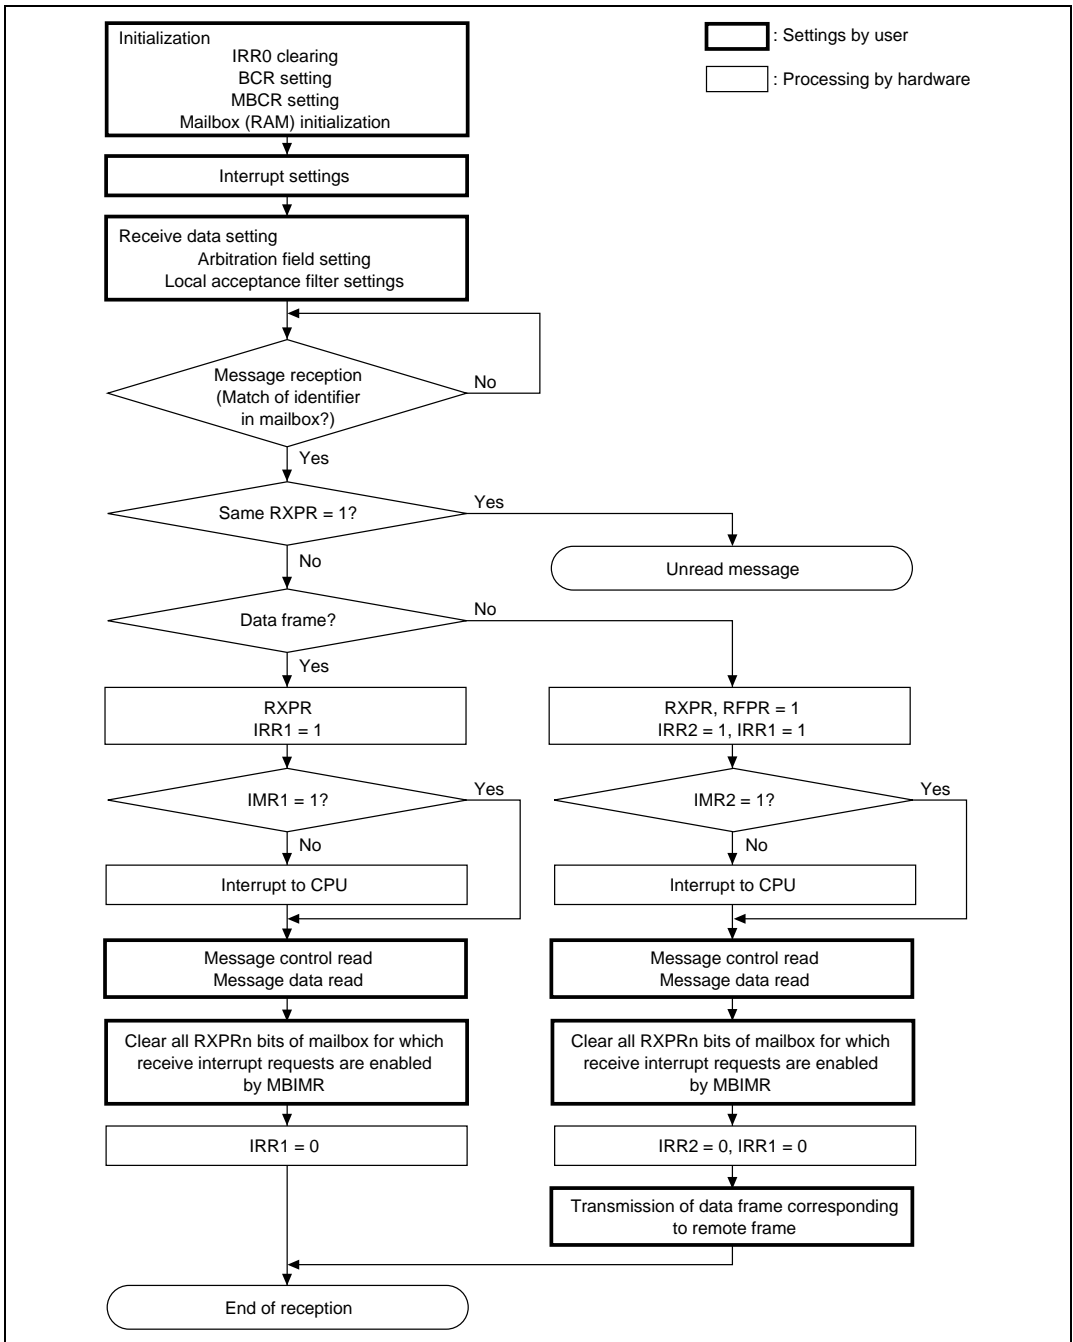 Initialization
IRR0 clearing
BCR setting
MBCR setting
Mailbox (RAM) initialization
: Settings by user
: Processing by hardware
Interrupt settings
Receive data setting
Arbitration field setting
Local acceptance filter settings
Message reception
(Match of identifier
in mailbox?)
No
Yes
Same RXPR = 1?
Yes
No
Unread message
Data frame?
No
Yes
RXPR
IRR1 = 1
RXPR, RFPR = 1
IRR2 = 1, IRR1 = 1
IMR1 = 1?
Yes
No
IMR2 = 1?
Yes
No
Interrupt to CPU
Interrupt to CPU
Message control read
Message data read
Message control read
Message data read
Clear all RXPRn bits of mailbox for which
receive interrupt requests are enabled
by MBIMR
Clear all RXPRn bits of mailbox for which
receive interrupt requests are enabled
by MBIMR
IRR1 = 0
IRR2 = 0, IRR1 = 0
Transmission of data frame corresponding
to remote frame
End of reception